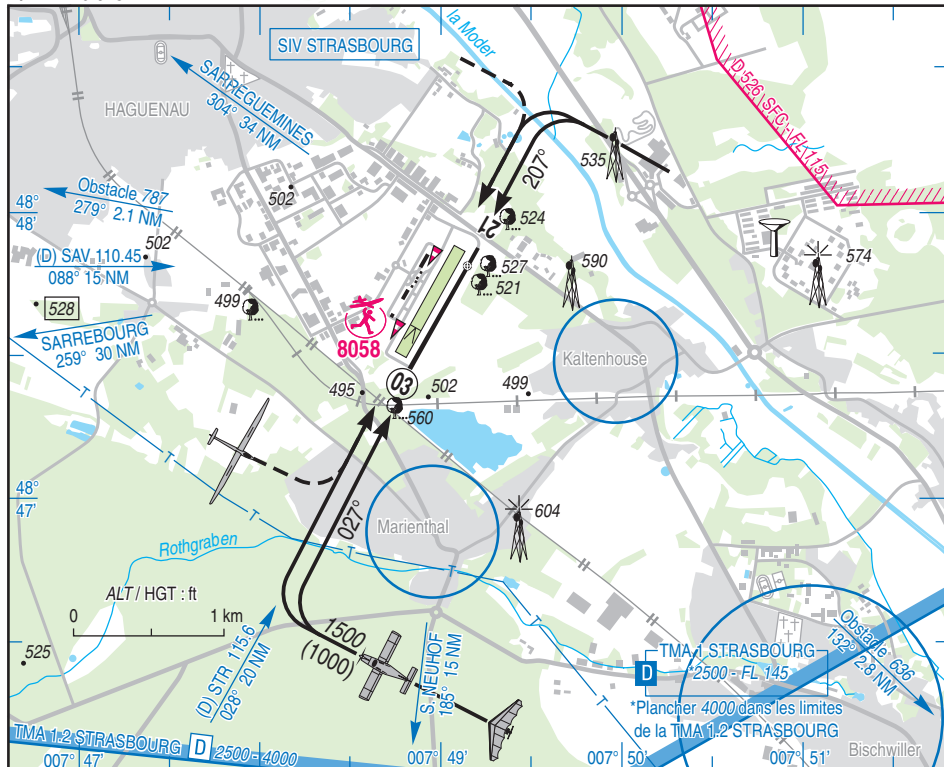 SIV STRASBOURG
la Moder
D 526 SFC - FL 115
HAGUENAU
SARREGUEMINES
304° 34 NM
535
207°
Obstacle 787
279° 2.1 NM
502
48°
48'
21
524
502
(D) SAV 110.45
088° 15 NM
527
521
590
574
528
499
SARREBOURG
259° 30 NM
8058
Kaltenhouse
03
495
502
499
560
T
T
48°
47'
T
027°
Marienthal
604
Rothgraben
T
T
T
ALT / HGT : ft
0
1 km
525
1500
(1000)
(D) STR 115.6
028° 20 NM
S. NEUHOF
185° 15 NM
Obstacle 636
132° 2.8 NM
D
TMA 1 STRASBOURG
*2500 - FL 145
*Plancher 4000 dans les limites
de la TMA 1.2 STRASBOURG
T
TMA 1.2 STRASBOURG D 2500 - 4000
Bischwiller
007° 47'
007° 49'
007° 50'
007° 51'